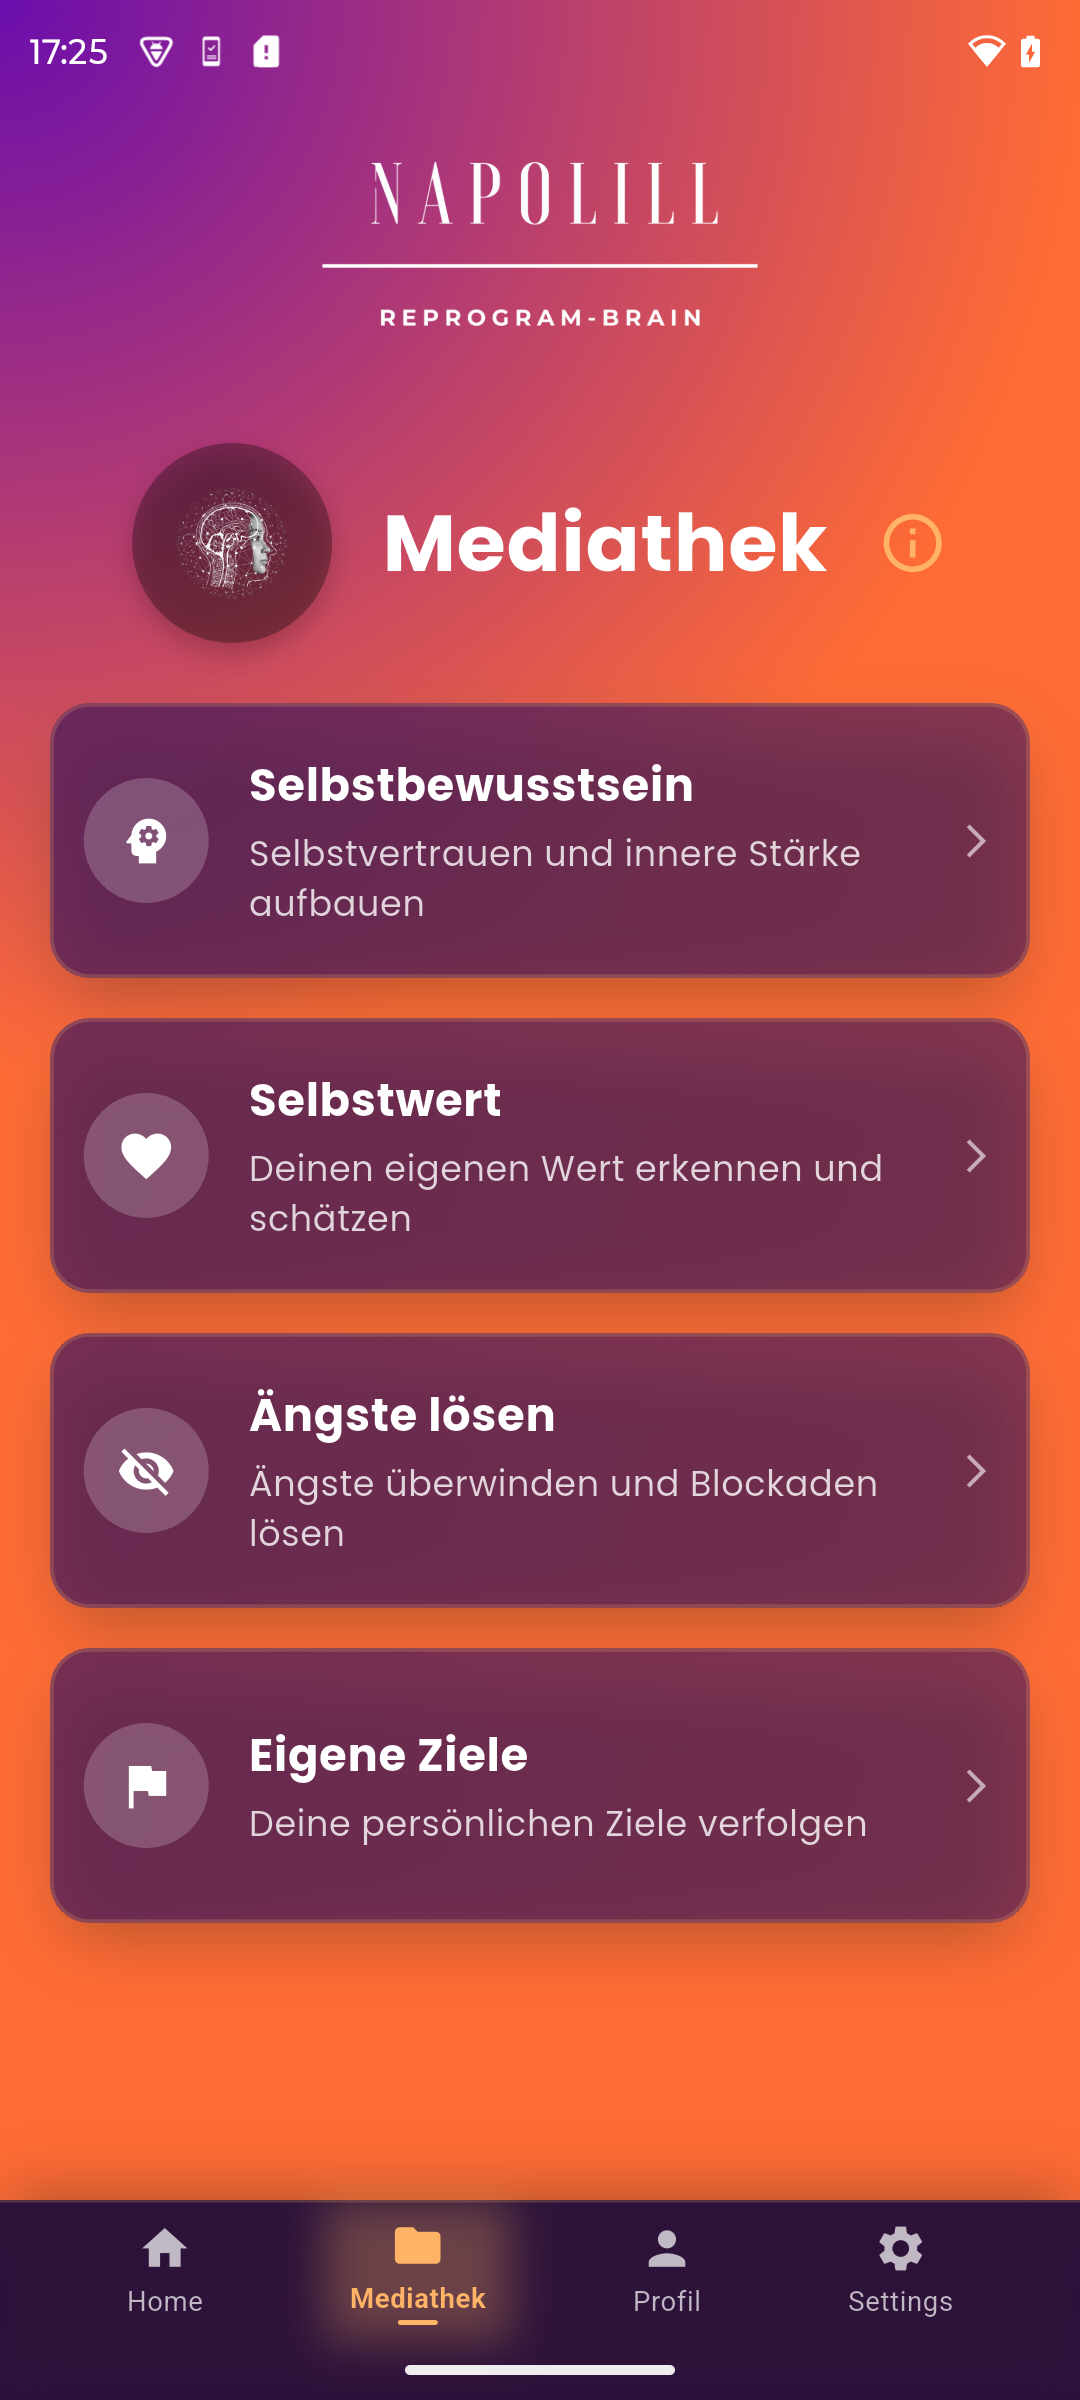 17:25
NAPOLILL
REPROGRAM-BRAIN
Mediathek
Selbstbewusstsein
Selbstvertrauen und innere Stärke
aufbauen
Selbstwert
Deinen eigenen Wert erkennen und
schätzen
Ängste lösen
Ängste überwinden und Blockaden
lösen
Eigene Ziele
Deine persönlichen Ziele verfolgen
Home
Mediathek
Profil
Settings